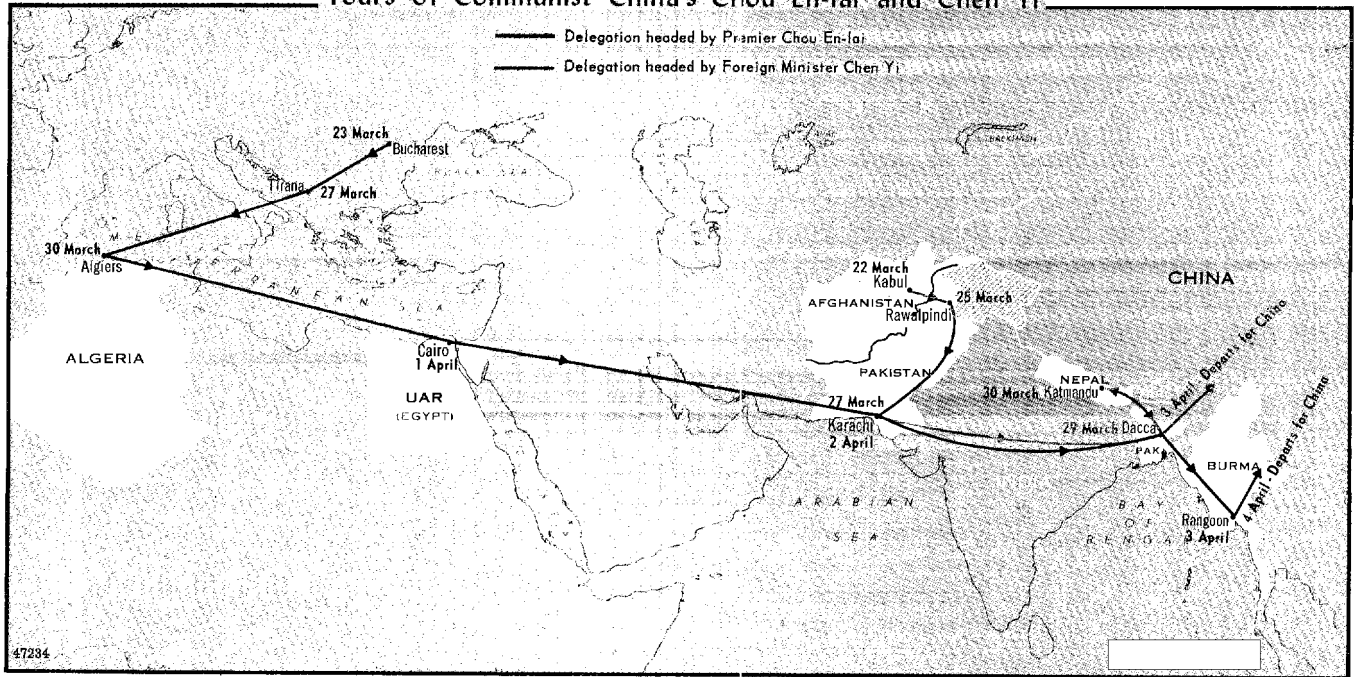 Tours of Communist China's Chou En-lai and Chen Yi
Delegation headed by Premier Chou En-lai
Delegation headed by Foreign Minister Chen Yi
23 March
Bucharest
BLACK SEA
Tirana
27 March
30 March
Algiers
MEDITERRANEAN SEA
ALGERIA
Cairo
1 April
UAR
(EGYPT)
22 March
Kabul
AFGHANISTAN
25 March
Rawalpindi
PAKISTAN
CHINA
27 March
Karachi
2 April
NEPAL
30 March Katmandu
29 March Dacca
PAK.
3 April, Departs for China
BURMA
4 April - Departs for China
Rangoon
3 April
ARABIAN
SEA
BAY
OF
BENGAL
47234